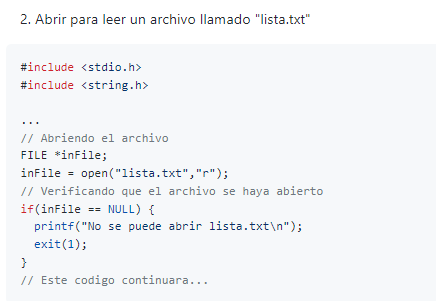 2. Abrir para leer un archivo llamado "lista.txt"
#include <stdio.h>
#include <string.h>
...
// Abriendo el archivo
FILE *inFile;
inFile = open("lista.txt","r");
// Verificando que el archivo se haya abierto
if(inFile == NULL) {
  printf("No se puede abrir lista.txt\n");
  exit(1);
}
// Este codigo continuara...